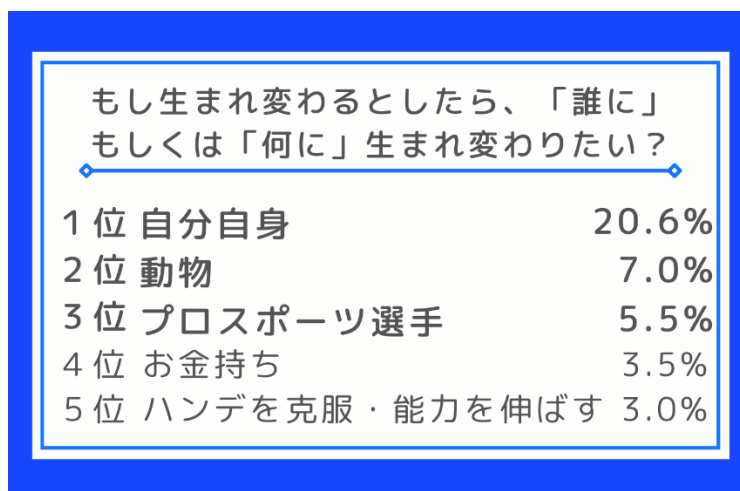 もし生まれ変わるとしたら、「誰に」
もしくは「何に」生まれ変わりたい？
1位 自分自身 20.6%
2位 動物 7.0%
3位 プロスポーツ選手 5.5%
4位 お金持ち 3.5%
5位 ハンデを克服・能力を伸ばす 3.0%